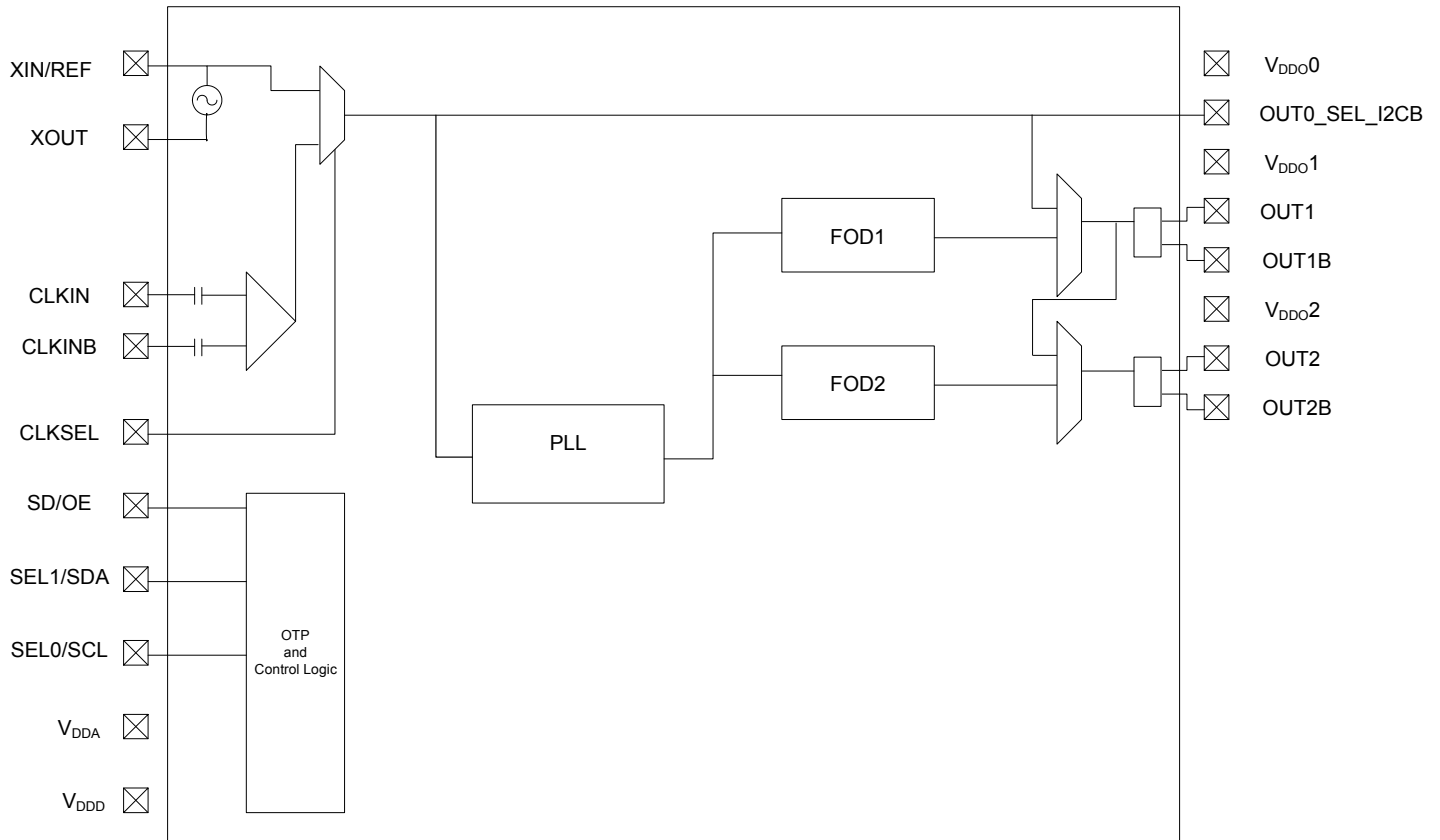 XIN/REF
XOUT
CLKIN
CLKINB
CLKSEL
SD/OE
SEL1/SDA
SEL0/SCL
VDDA
VDDD
OTP
and
Control Logic
PLL
FOD1
FOD2
VDDO0
OUT0_SEL_I2CB
VDDO1
OUT1
OUT1B
VDDO2
OUT2
OUT2B